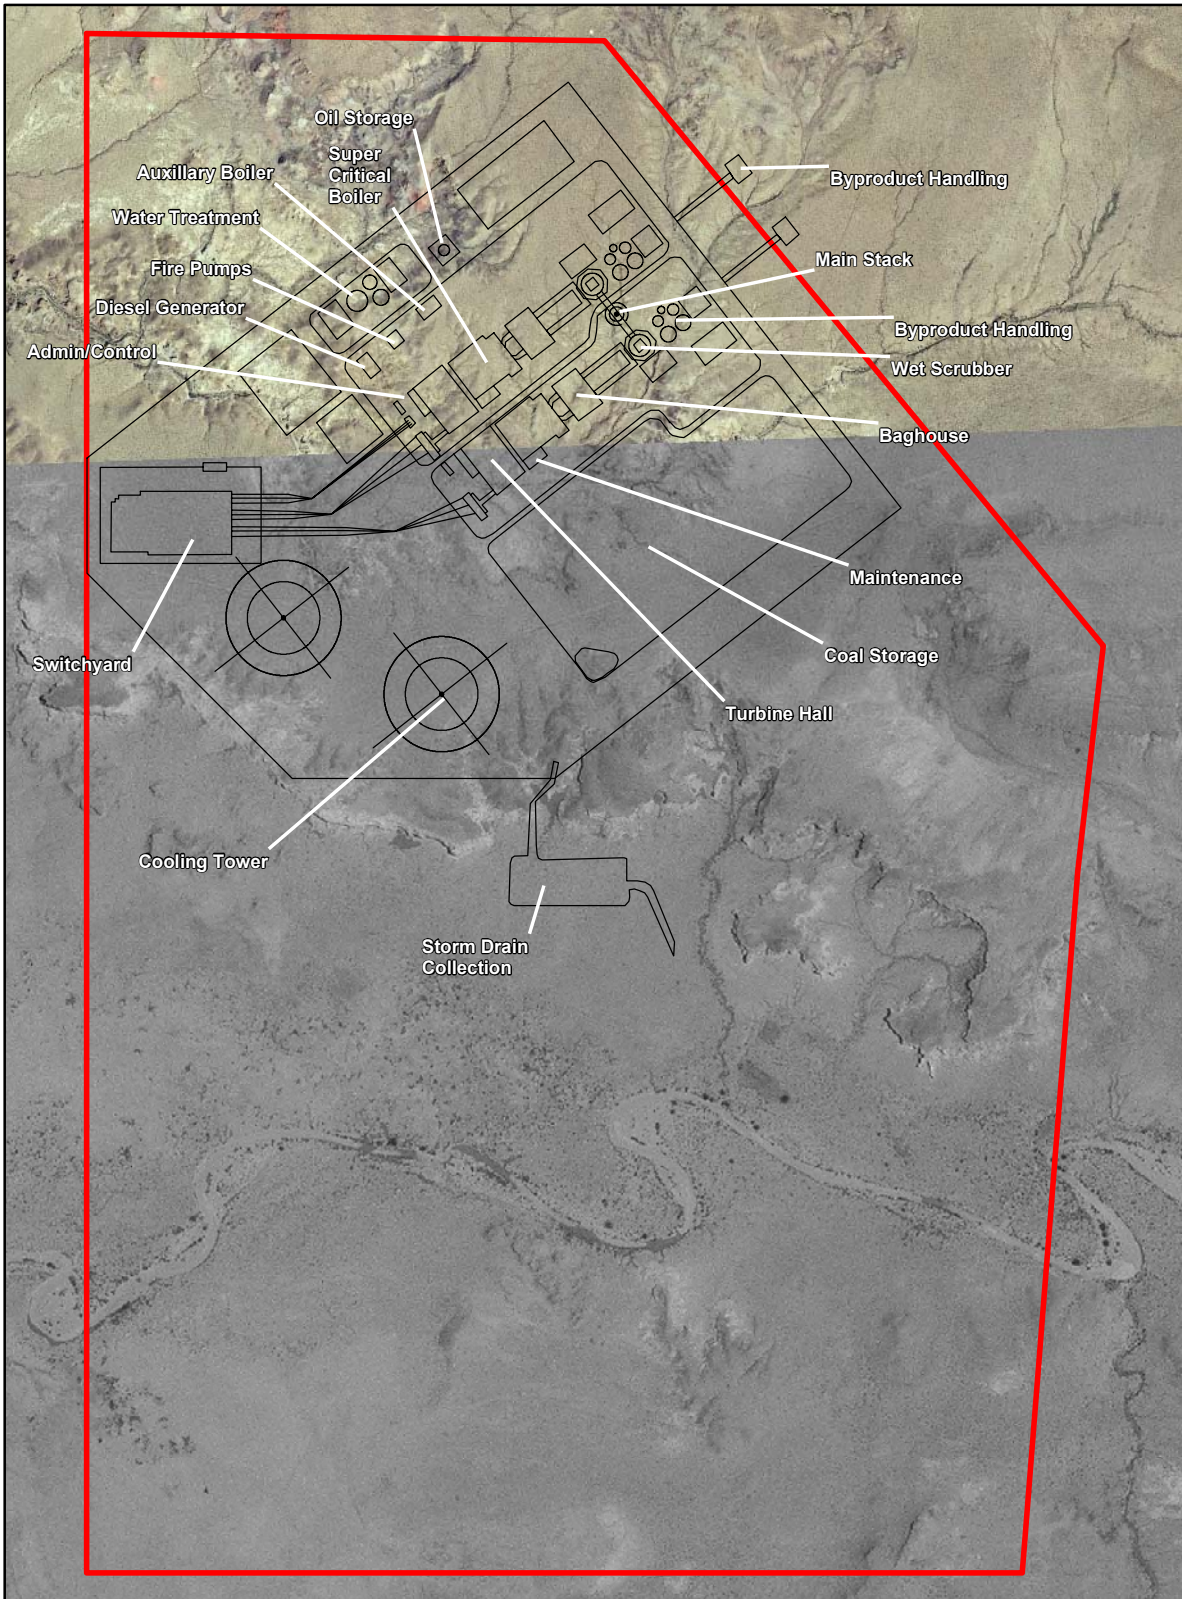 Oil Storage
Super
Critical
Boiler
Auxillary Boiler
Byproduct Handling
Water Treatment
Main Stack
Fire Pumps
Diesel Generator
Byproduct Handling
Admin/Control
Wet Scrubber
Baghouse
Maintenance
Coal Storage
Switchyard
Turbine Hall
Cooling Tower
Storm Drain
Collection